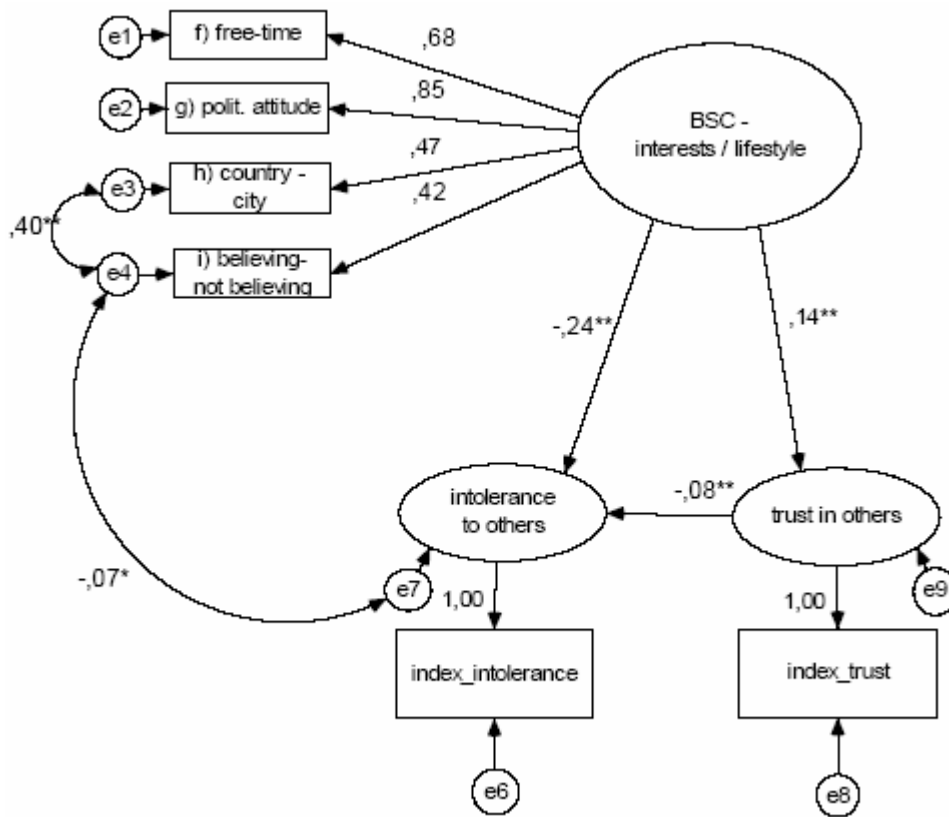 e1
f) free-time
,68
e2
g) polit. attitude
,85
BSC -
interests / lifestyle
e3
h) country -
city
,47
,40**
e4
i) believing-
not believing
,42
-,24**
,14**
intolerance
to others
-,08**
trust in others
-,07*
e7
1,00
1,00
e9
index_intolerance
index_trust
e6
e8